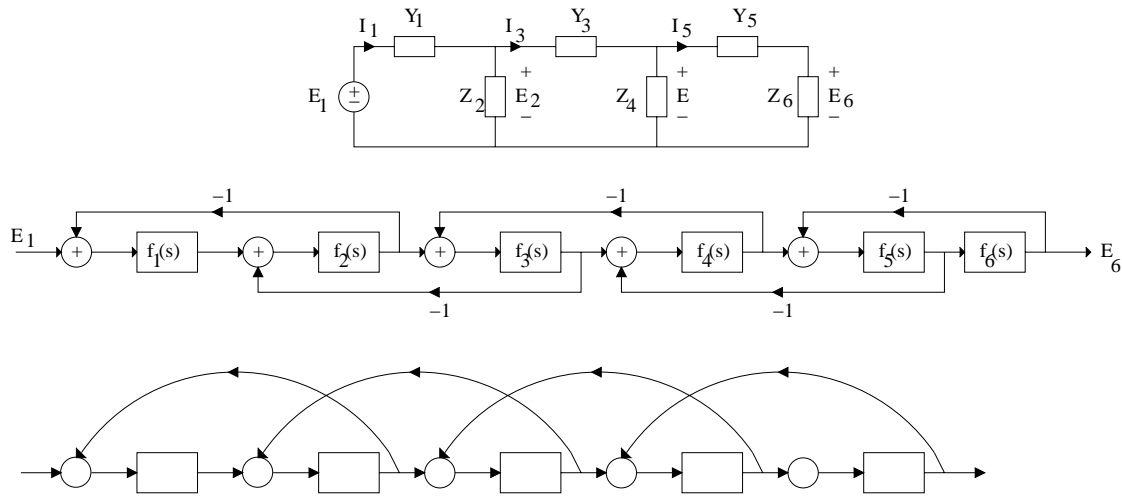 I1 Y1 I3 Y3 I5 Y5
+ + +
E1 + − Z2 E2 Z4 E Z6 E6
− − −
−1 −1 −1
E1 + f1(s) + f2(s) + f3(s) + f4(s) + f5(s) f6(s) E6
−1 −1